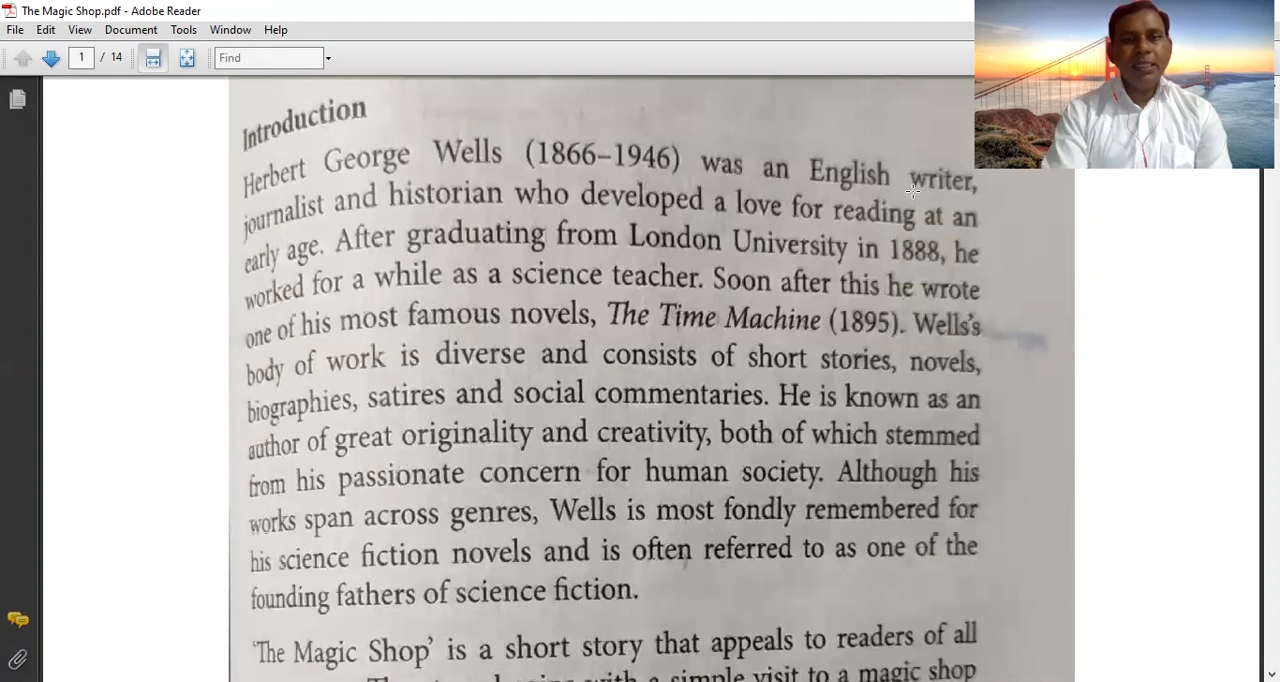 The Magic Shop.pdf - Adobe Reader
File Edit View Document Tools Window Help
1 / 14 Find
Introduction
Herbert George Wells (1866–1946) was an English writer,
journalist and historian who developed a love for reading at an
early age. After graduating from London University in 1888, he
worked for a while as a science teacher. Soon after this he wrote
one of his most famous novels, The Time Machine (1895). Wells's
body of work is diverse and consists of short stories, novels,
biographies, satires and social commentaries. He is known as an
author of great originality and creativity, both of which stemmed
from his passionate concern for human society. Although his
works span across genres, Wells is most fondly remembered for
his science fiction novels and is often referred to as one of the
founding fathers of science fiction.
'The Magic Shop' is a short story that appeals to readers of all
with a simple visit to a magic shop